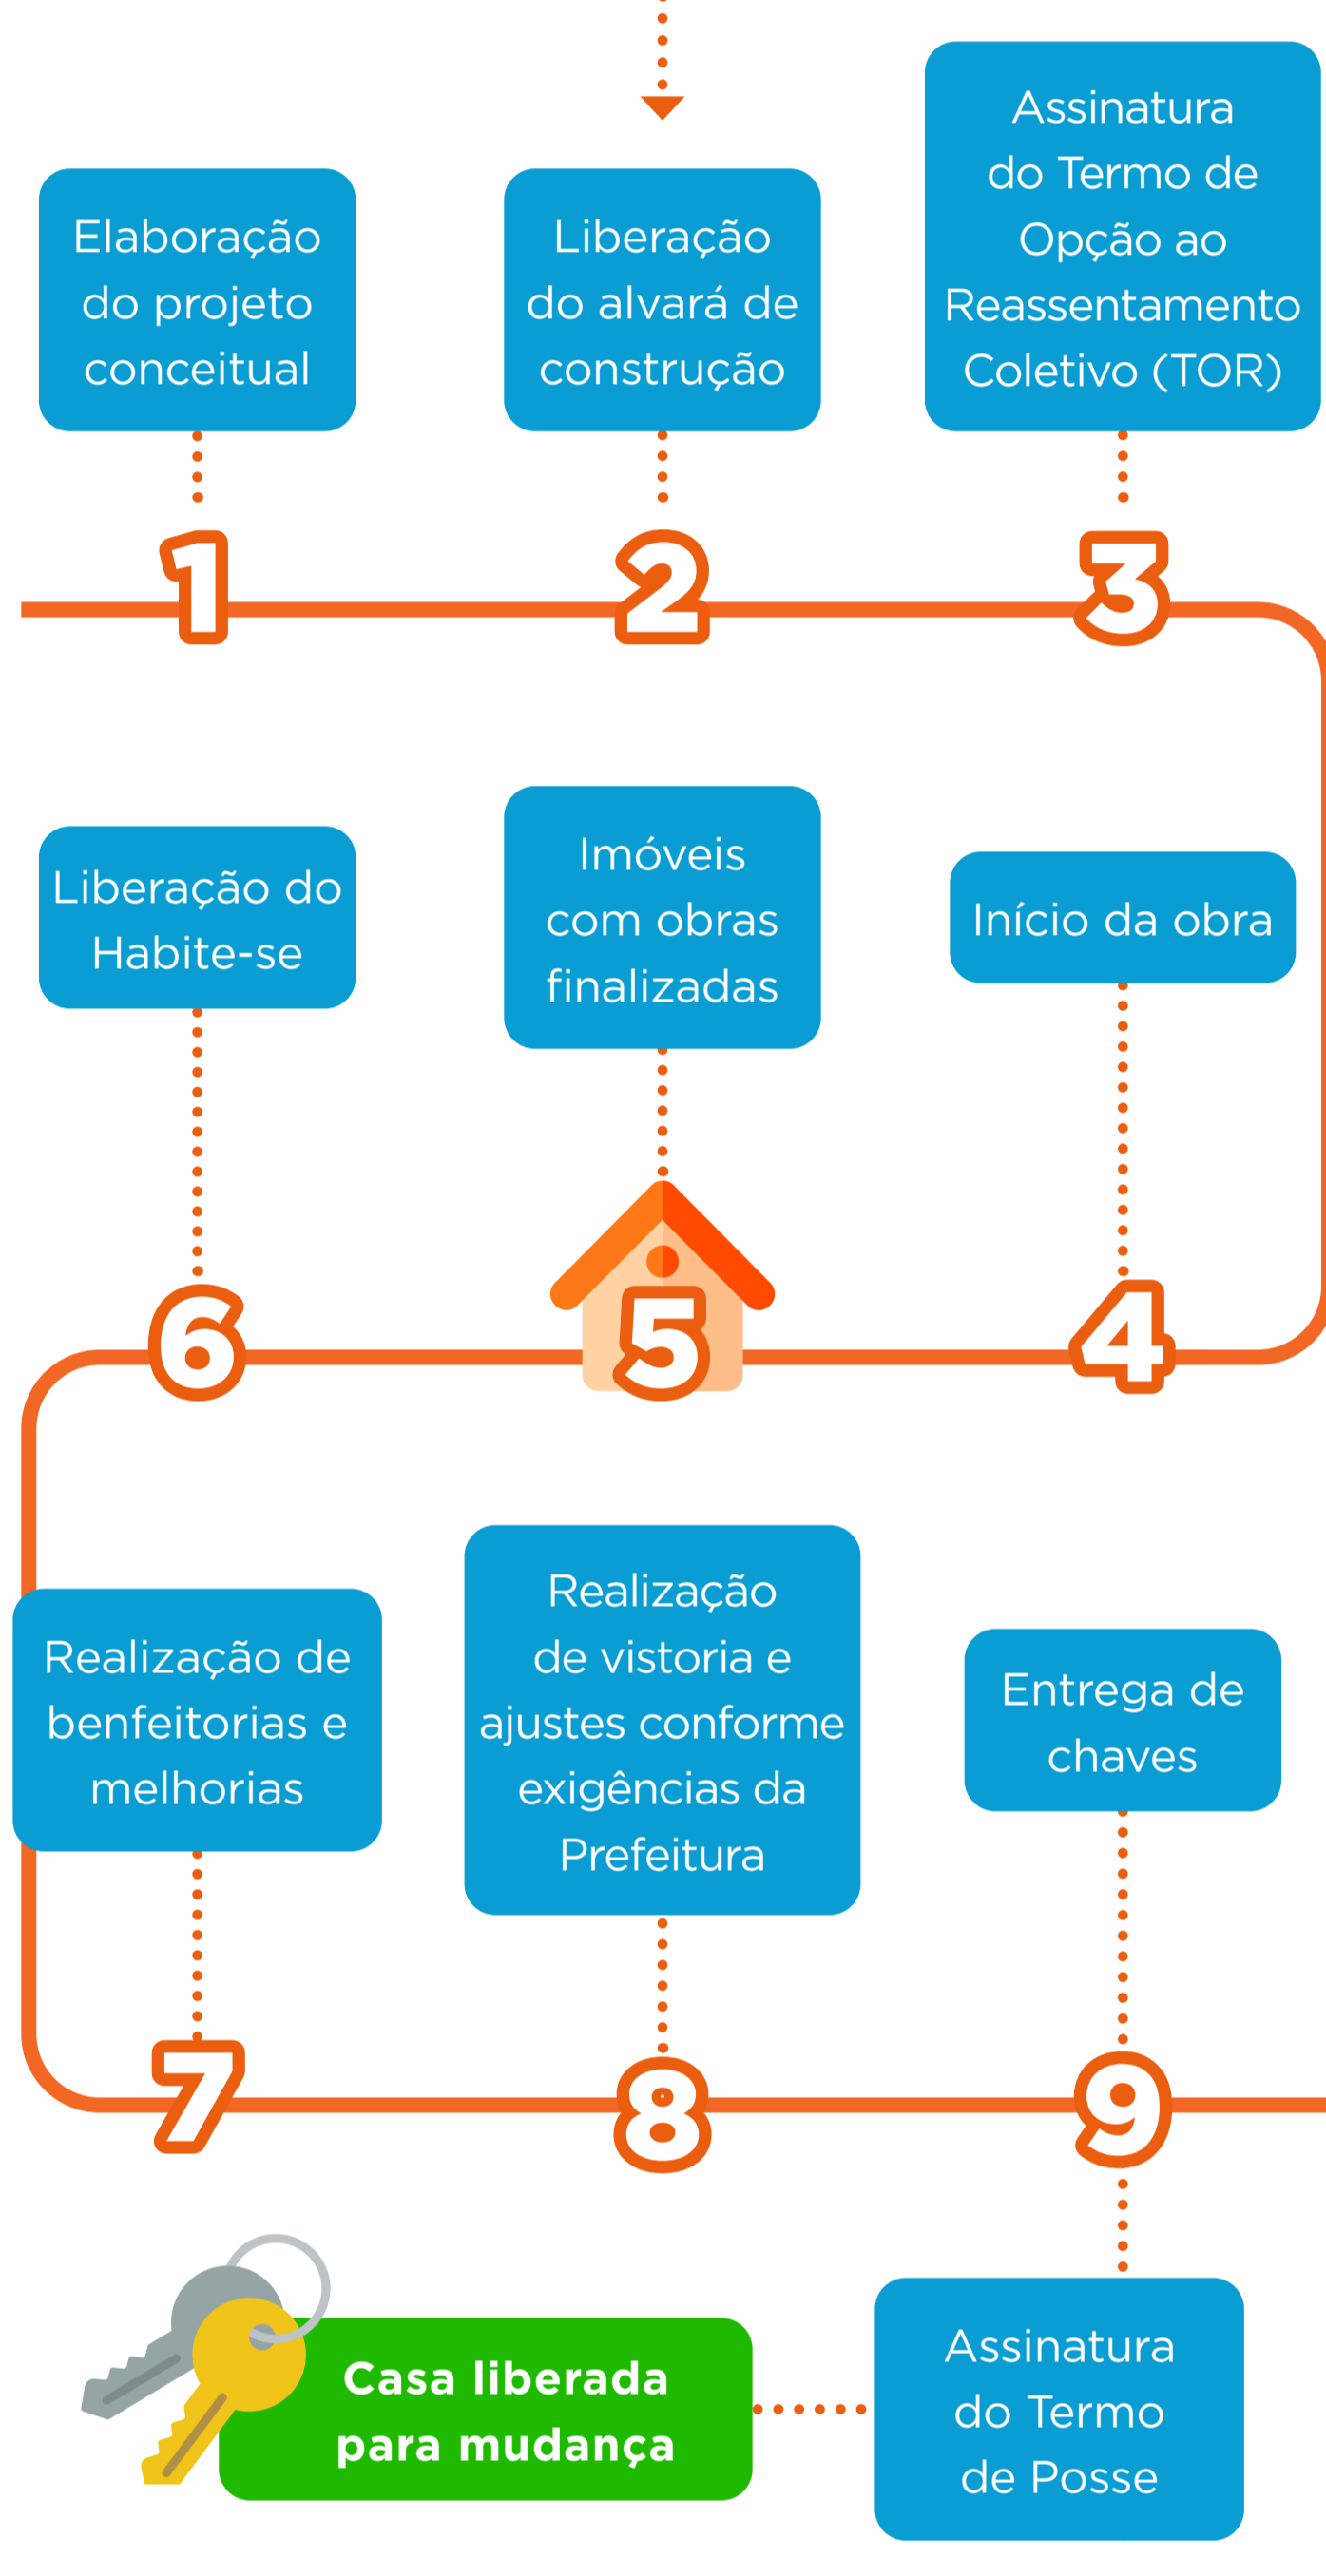 Elaboração
do projeto
conceitual
1
Liberação
do alvará de
construção
2
Assinatura
do Termo de
Opção ao
Reassentamento
Coletivo (TOR)
3
Início da obra
4
Imóveis
com obras
finalizadas
5
Liberação do
Habite-se
6
Realização de
benfeitorias e
melhorias
7
Realização
de vistoria e
ajustes conforme
exigências da
Prefeitura
8
Entrega de
chaves
9
Assinatura
do Termo
de Posse
Casa liberada
para mudança